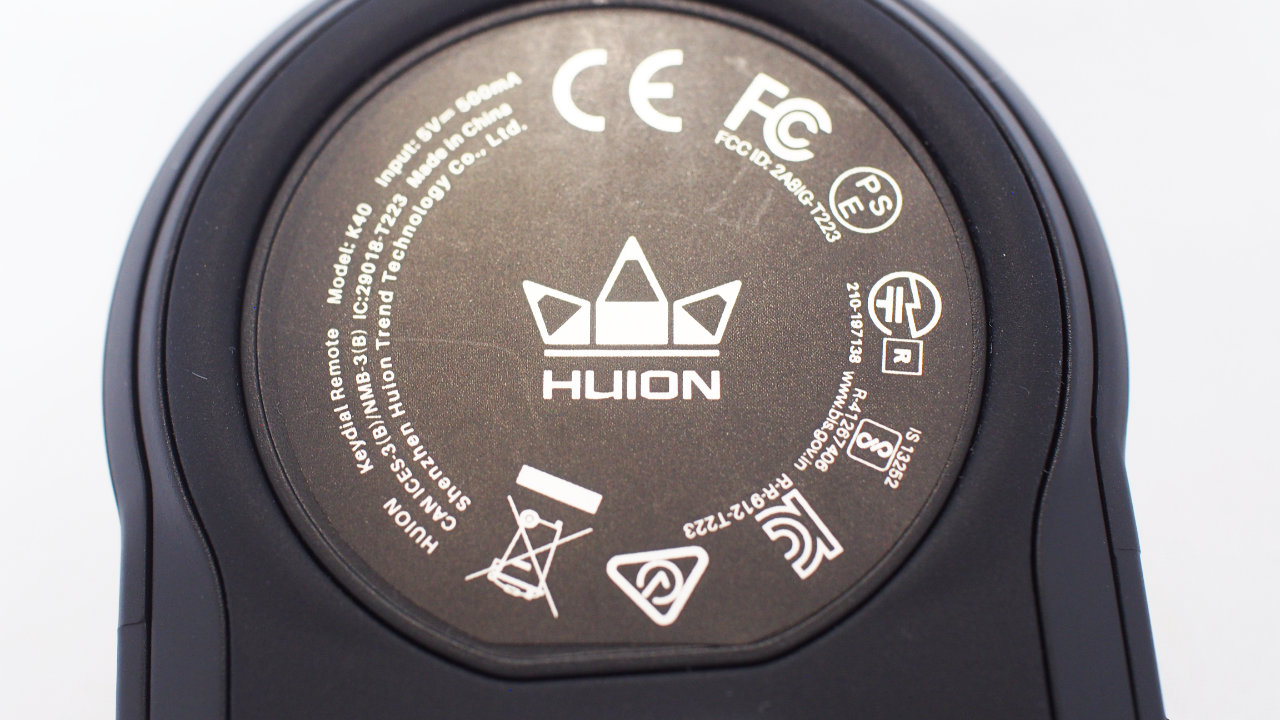 HUION Keydial Remote Model: K40 Input: 5V⎓500mA
CAN ICES-3(B)/NMB-3(B) IC:29018-T223 Made in China
Shenzhen Huion Trend Technology Co., Ltd.
CE
FC
FCC ID: 2A8IG-T223
PS
E
R
210-197138
IS 13252
R-41267406
www.bis.gov.in
R-R-912-T223
HUION